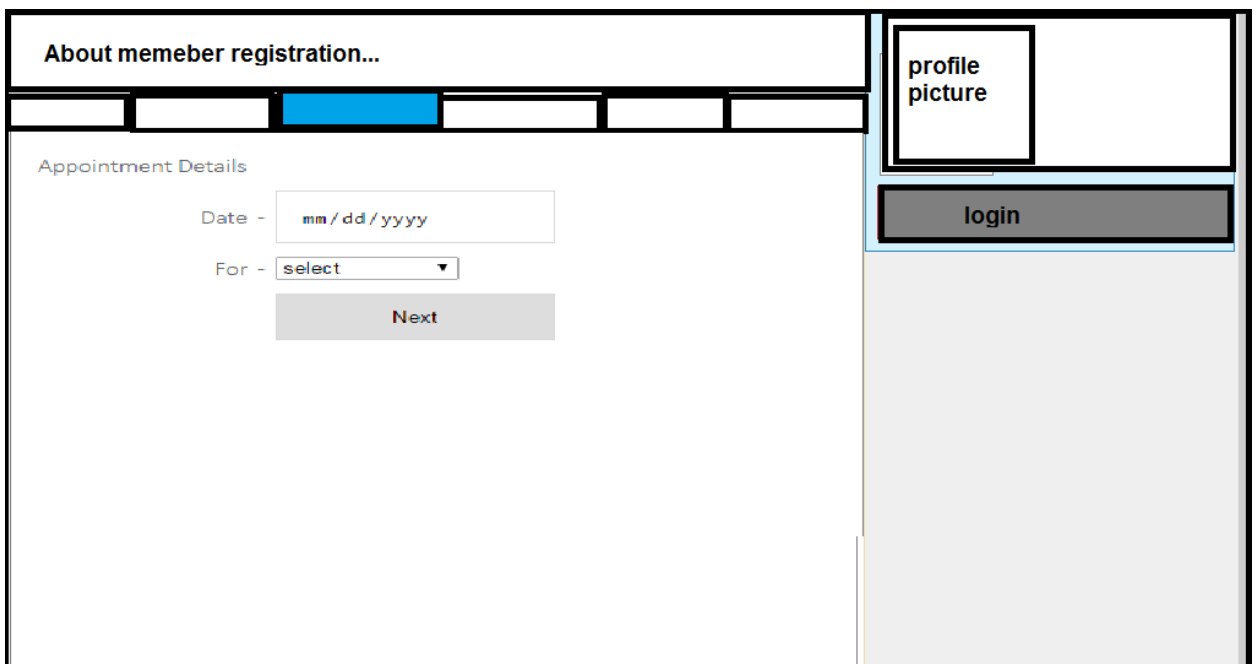 About memeber registration...
profile
picture
Appointment Details
Date - mm/dd/yyyy
login
For - select
Next